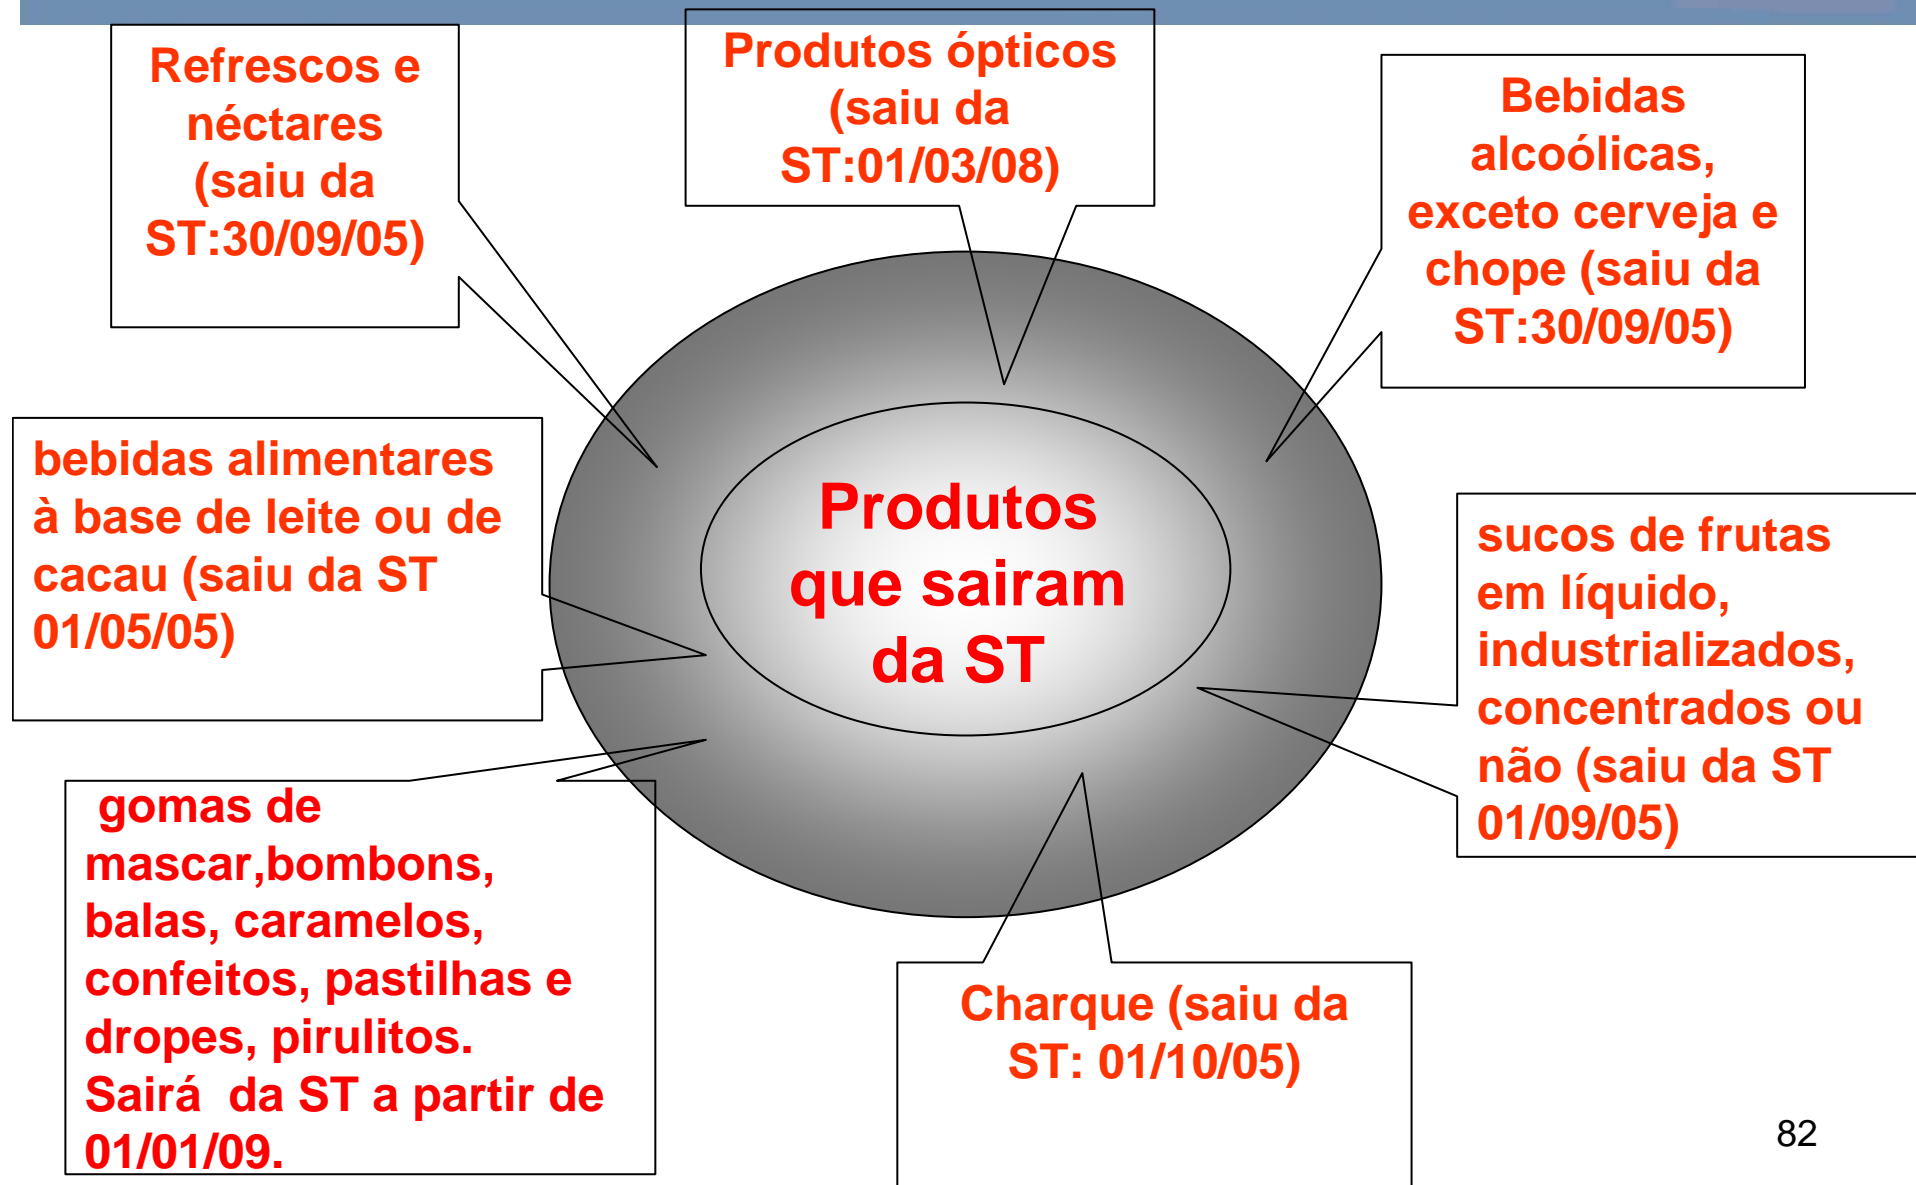 Refrescos e
néctares
(saiu da
ST:30/09/05)
Produtos ópticos
(saiu da
ST:01/03/08)
Bebidas
alcoólicas,
exceto cerveja e
chope (saiu da
ST:30/09/05)
bebidas alimentares
à base de leite ou de
cacau (saiu da ST
01/05/05)
Produtos
que sairam
da ST
sucos de frutas
em líquido,
industrializados,
concentrados ou
não (saiu da ST
01/09/05)
gomas de
mascar,bombons,
balas, caramelos,
confeitos, pastilhas e
dropes, pirulitos.
Sairá  da ST a partir de
01/01/09.
Charque (saiu da
ST: 01/10/05)
82